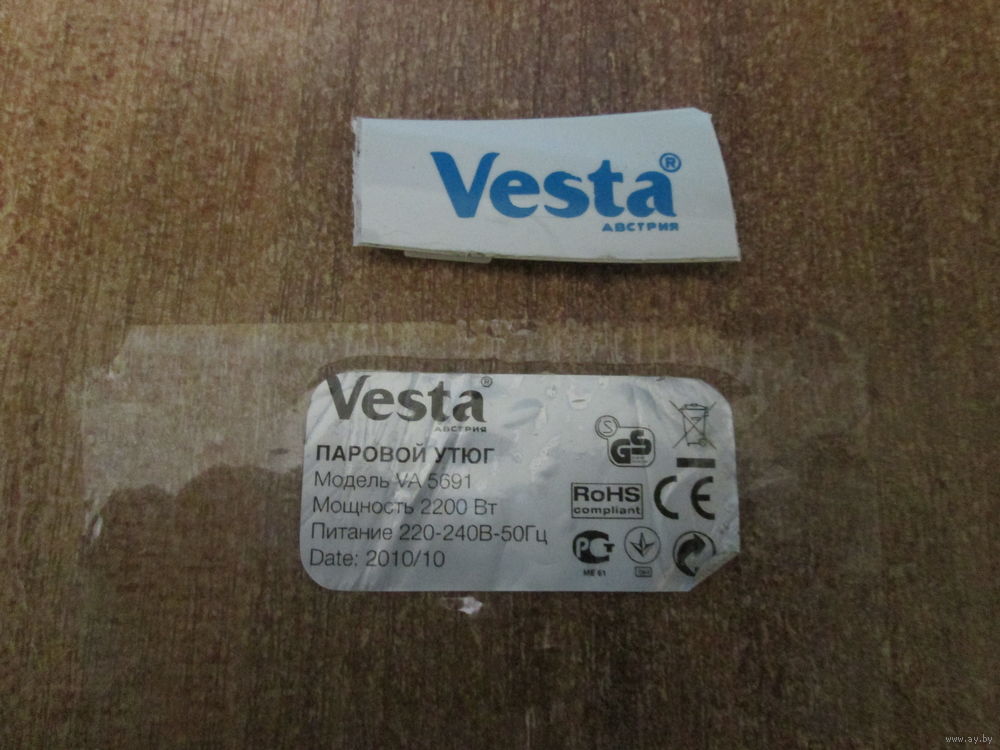 Vesta®
АВСТРИЯ
Vesta®
АВСТРИЯ
ПАРОВОЙ УТЮГ
Модель VA 5691
Мощность 2200 Вт
Питание 220-240В-50Гц
Date: 2010/10
S
GS
RoHS
compliant
CE
РСТ
ME 61
www.ay.by